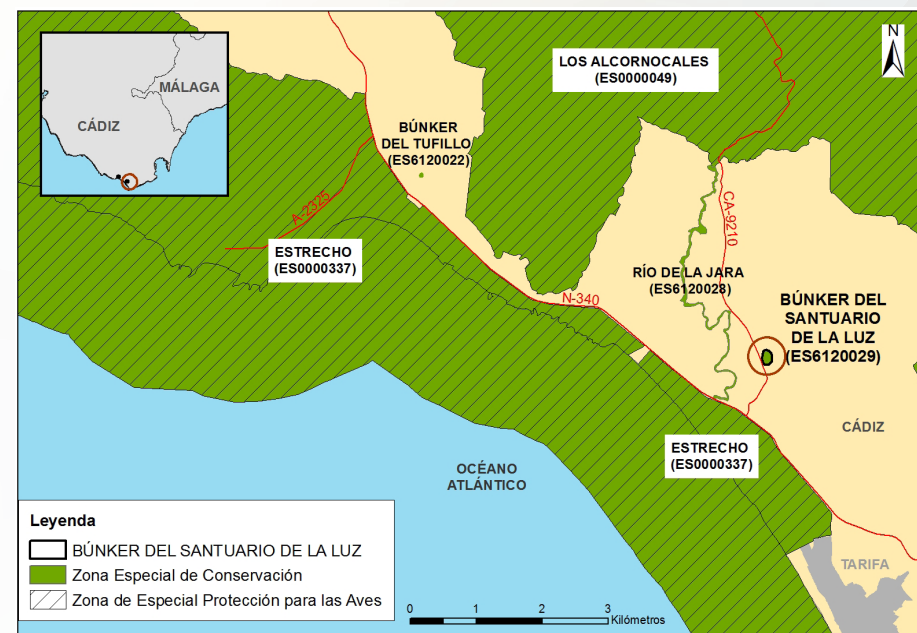 MÁLAGA
CÁDIZ
LOS ALCORNOCALES
(ES0000049)
N
BÚNKER
DEL TUFILLO
(ES6120022)
A-2325
CA-9210
ESTRECHO
(ES0000337)
RÍO DE LA JARA
(ES6120028)
N-340
BÚNKER DEL
SANTUARIO
DE LA LUZ
(ES6120029)
CÁDIZ
ESTRECHO
(ES0000337)
OCÉANO
ATLÁNTICO
TARIFA
Leyenda
BÚNKER DEL SANTUARIO DE LA LUZ
Zona Especial de Conservación
Zona de Especial Protección para las Aves
0 1 2 3
Kilómetros